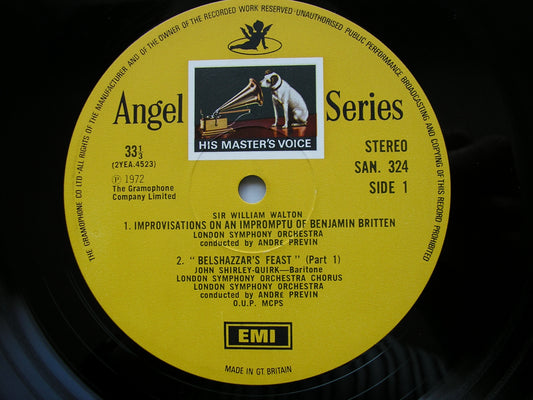 THE GRAMOPHONE CO LTD · ALL RIGHTS OF THE MANUFACTURER AND OF THE OWNER OF THE RECORDED WORK RESERVED · UNAUTHORISED PUBLIC PERFORMANCE BROADCASTING AND COPYING OF THIS RECORD PROHIBITED
Angel Series
HIS MASTER'S VOICE
33⅓
(2YEA.4523)
Ⓟ 1972
The Gramophone
Company Limited
STEREO
SAN. 324
SIDE 1
SIR WILLIAM WALTON
1. IMPROVISATIONS ON AN IMPROMPTU OF BENJAMIN BRITTEN
LONDON SYMPHONY ORCHESTRA
conducted by ANDRE PREVIN
2. "BELSHAZZAR'S FEAST" (Part 1)
JOHN SHIRLEY-QUIRK—Baritone
LONDON SYMPHONY ORCHESTRA CHORUS
LONDON SYMPHONY ORCHESTRA
conducted by ANDRE PREVIN
O.U.P. MCPS
EMI
MADE IN GT. BRITAIN